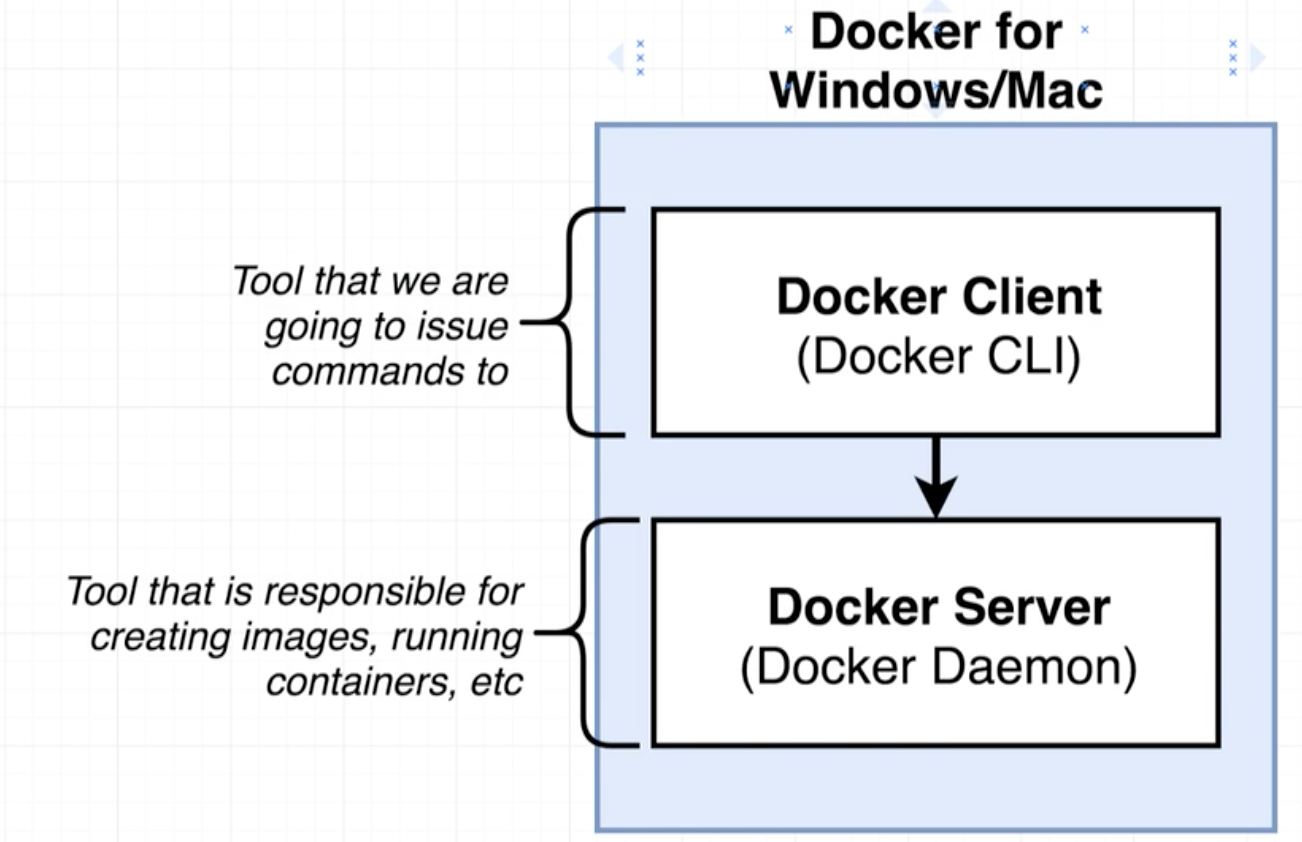 Docker for
Windows/Mac
Tool that we are
going to issue
commands to
Docker Client
(Docker CLI)
Tool that is responsible for
creating images, running
containers, etc
Docker Server
(Docker Daemon)